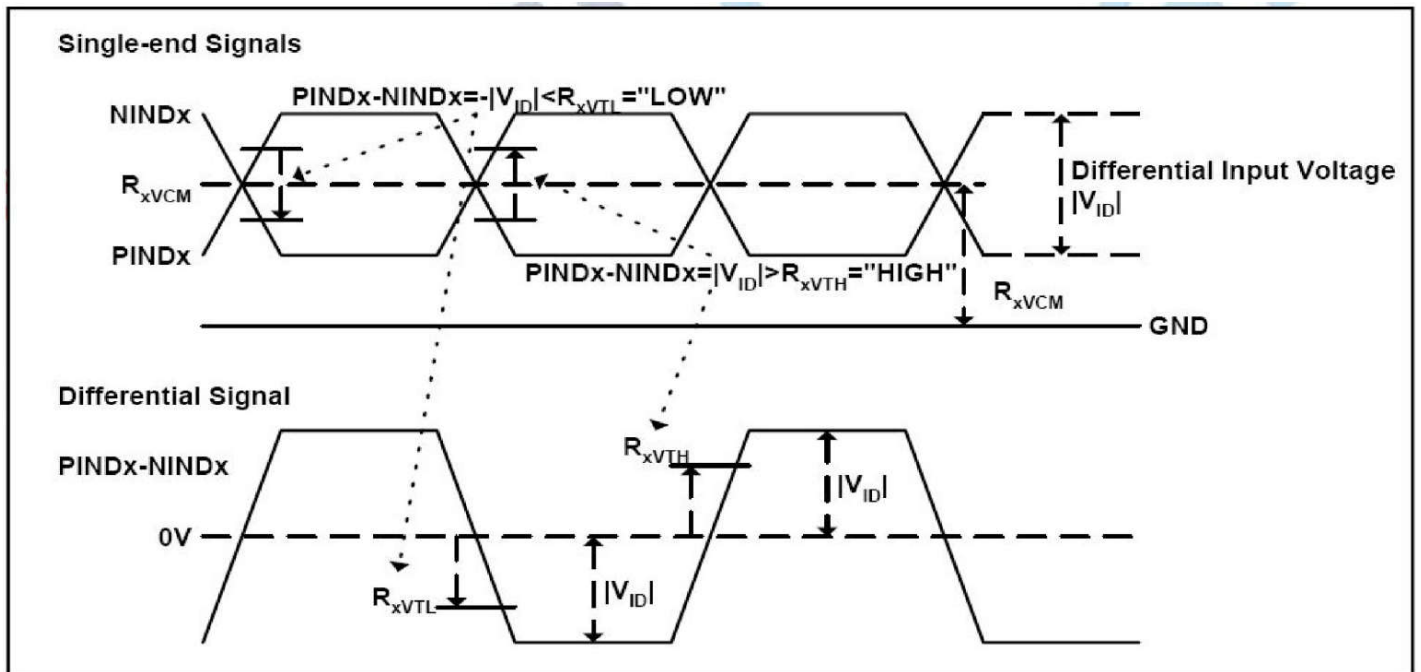 Single-end Signals
PINDx-NINDx=-|VID|<RxVTL="LOW"
NINDx
RxVCM
PINDx
Differential Input Voltage
|VID|
PINDx-NINDx=|VID|>RxVTH="HIGH"
RxVCM
GND
Differential Signal
PINDx-NINDx
RxVTH
|VID|
0V
RxVTL
|VID|